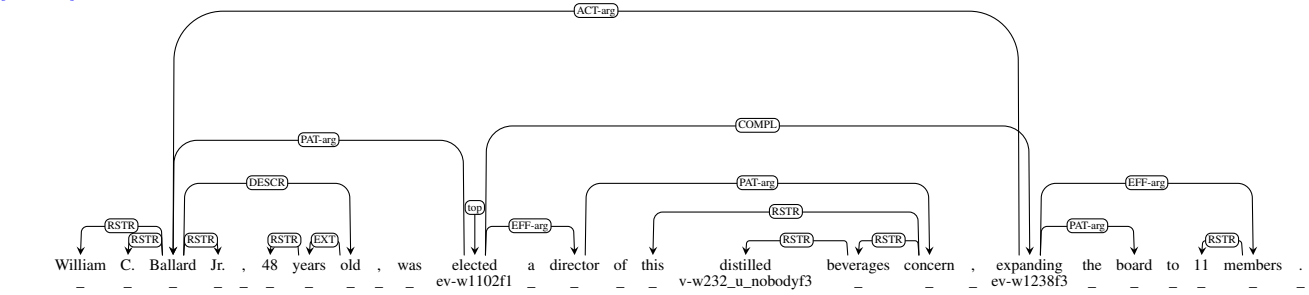 ACT-arg
COMPL
PAT-arg
DESCR PAT-arg
top RSTR
RSTR EFF-arg EFF-arg
RSTR RSTR RSTR EXT RSTR RSTR PAT-arg RSTR
William C. Ballard Jr. , 48 years old , was elected a director of this distilled beverages concern , expanding the board to 11 members .
_ _ _ _ _ _ _ _ _ _ ev-w1102f1 _ _ _ _ v-w232_u_nobodyf3 _ _ _ ev-w1238f3 _ _ _ _ _ _